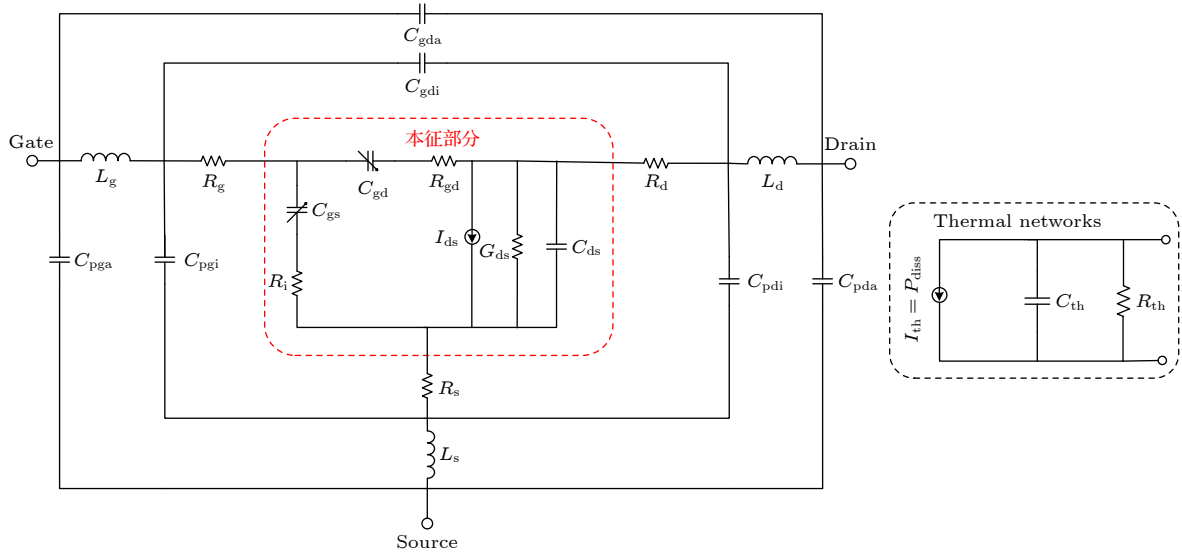 C_gda
C_gdi
本征部分
Gate
Drain
L_g
R_g
C_gd
R_gd
R_d
L_d
C_gs
I_ds
G_ds
C_ds
R_i
C_pga
C_pgi
C_pdi
C_pda
R_s
L_s
Source
Thermal networks
I_th = P_diss
C_th
R_th